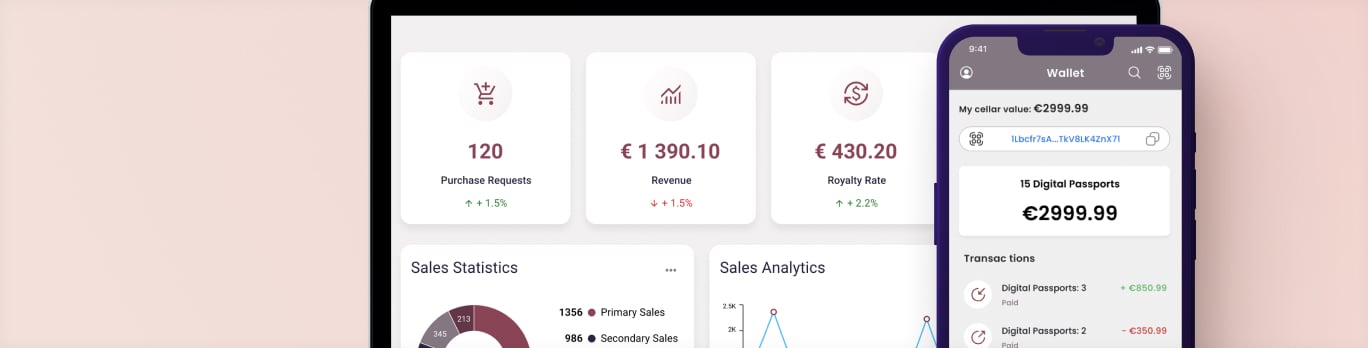 120
Purchase Requests
↑ + 1.5%
€ 1 390.10
Revenue
↓ + 1.5%
€ 430.20
Royalty Rate
↑ + 2.2%
Sales Statistics
...
213
345
1356 Primary Sales
986 Secondary Sales
Sales Analytics
2.5K
2K
9:41
Wallet
My cellar value: €2999.99
1Lbcfr7sA...TkV8LK4ZnX71
15 Digital Passports
€2999.99
Transac tions
Digital Passports: 3
+ €850.99
Paid
Digital Passports: 2
- €350.99
Paid